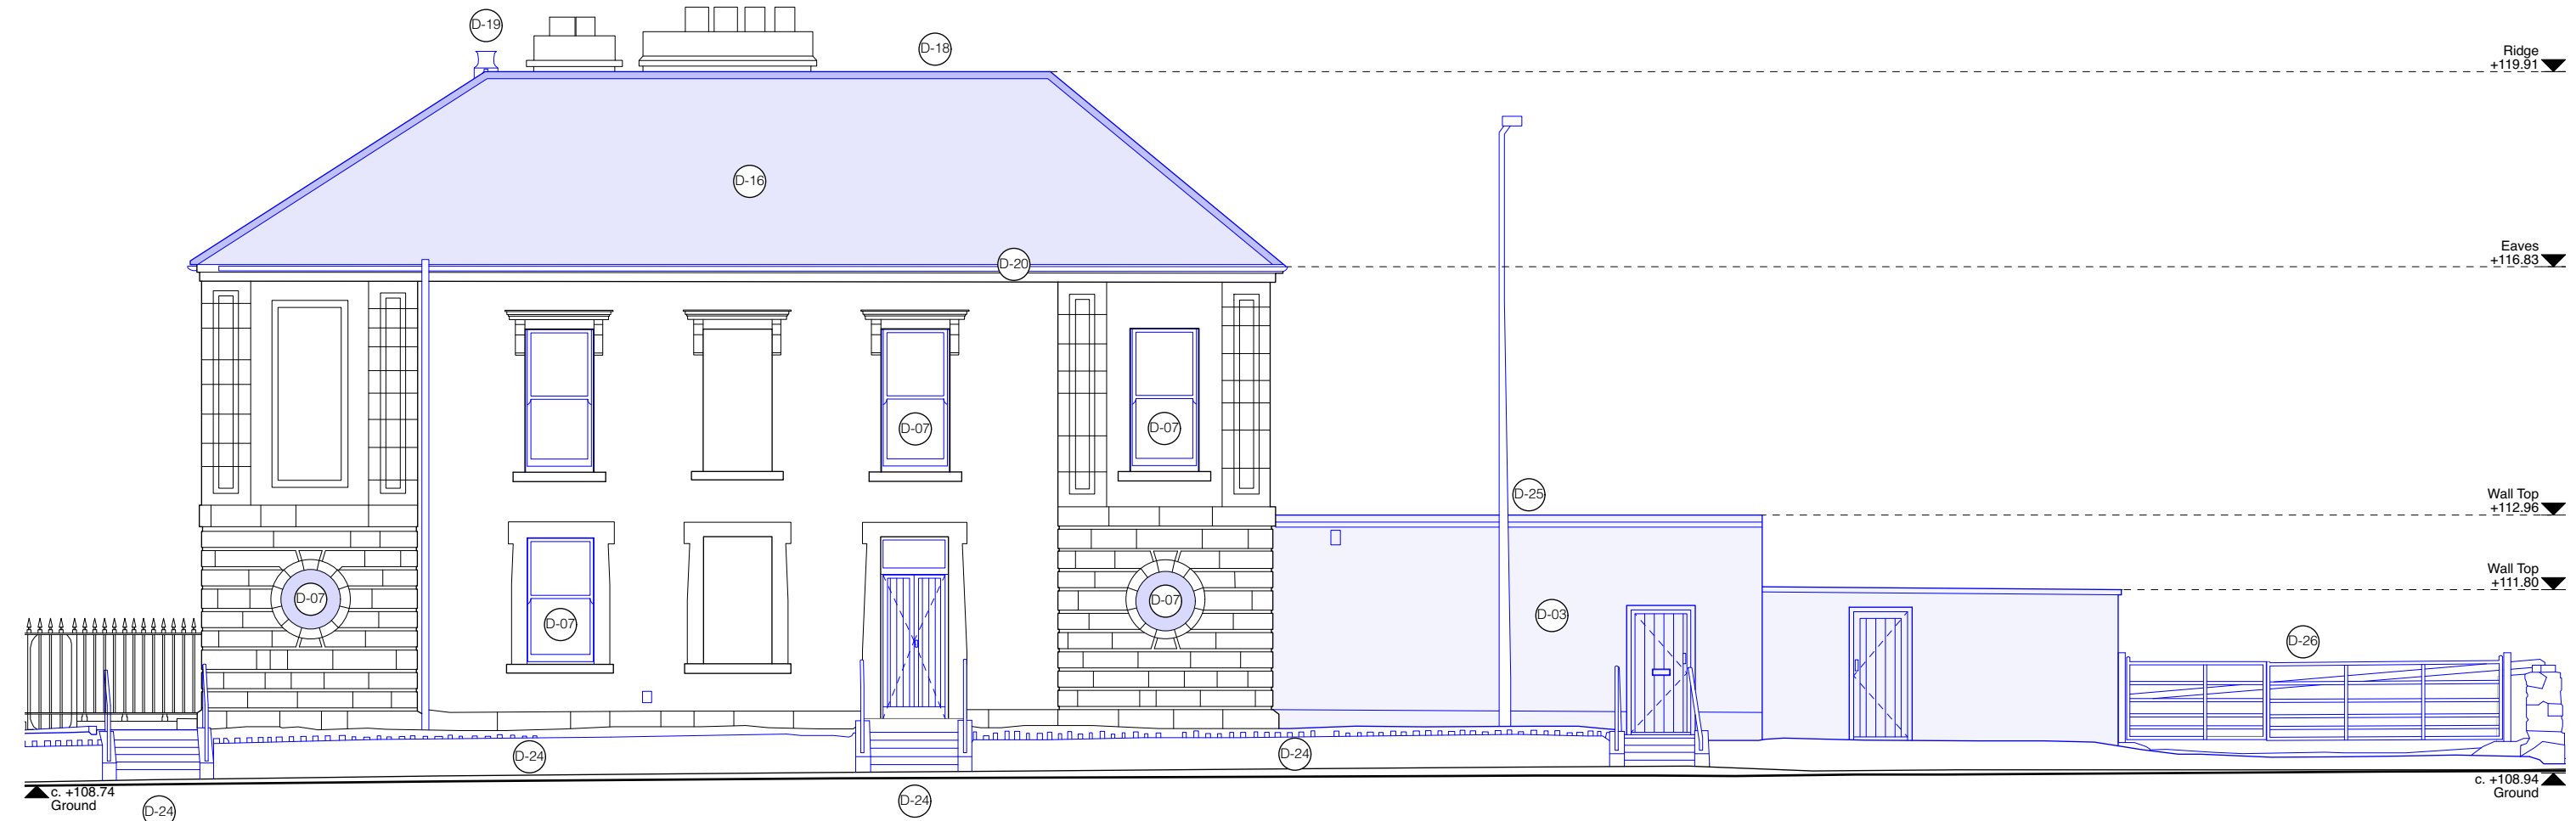 D-19
D-18
Ridge
+119.91
D-16
Eaves
+116.83
D-20
D-07
D-07
D-25
Wall Top
+112.96
Wall Top
+111.80
D-07
D-07
D-03
D-07
D-26
D-24
D-24
c. +108.74
Ground
c. +108.94
Ground
D-24
D-24